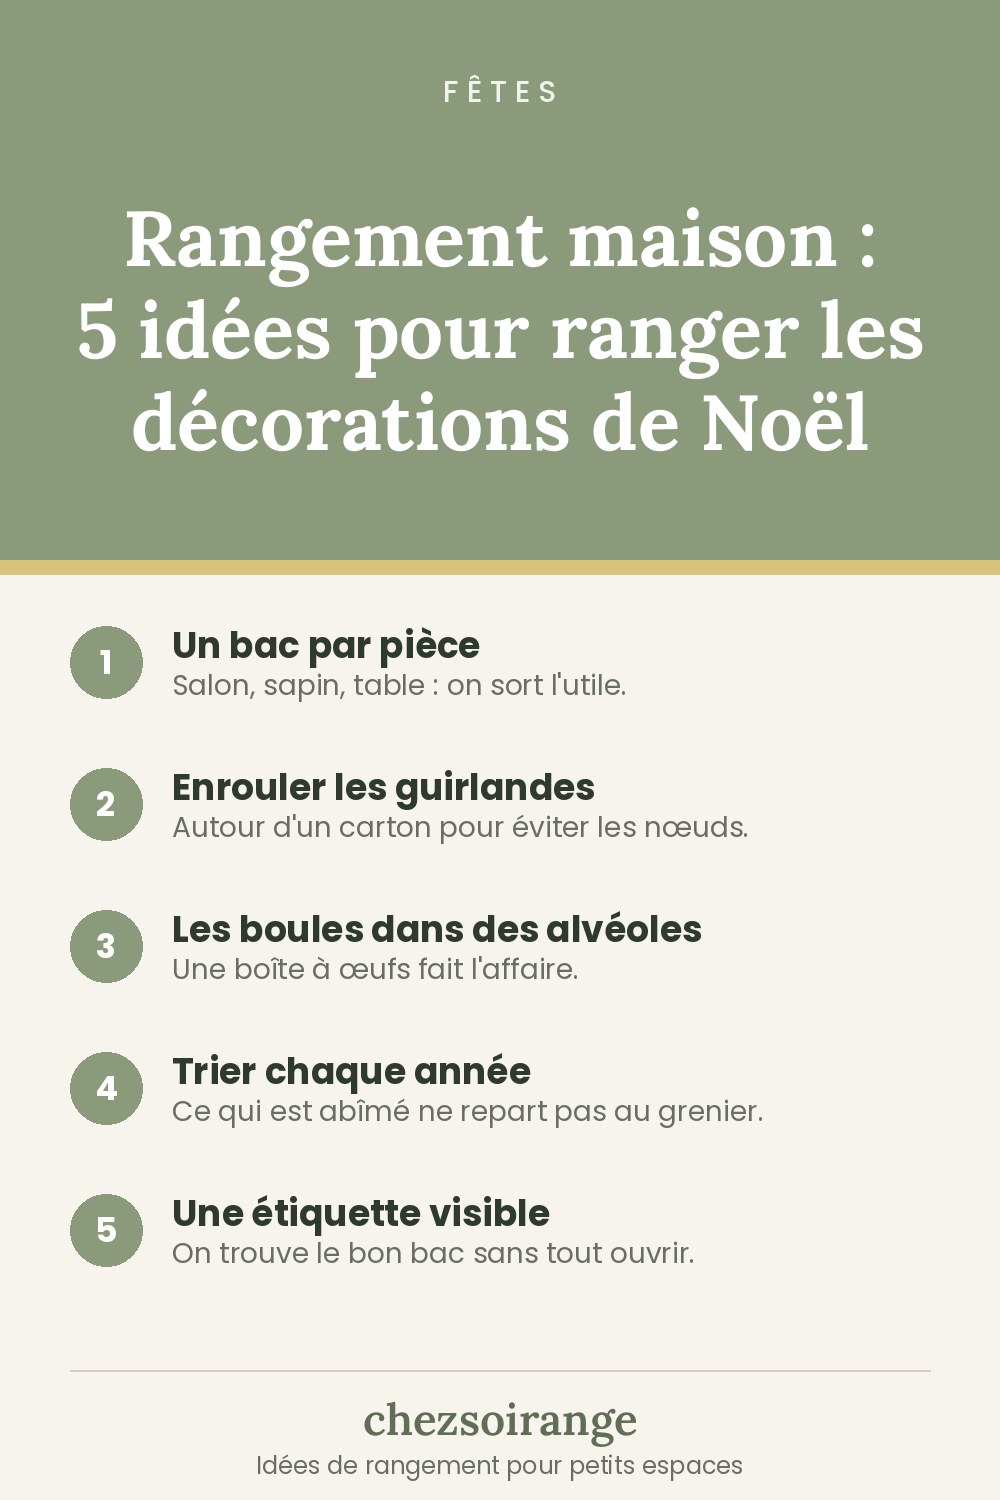 FÊTES
Rangement maison :
5 idées pour ranger les
décorations de Noël
1
Un bac par pièce
Salon, sapin, table : on sort l'utile.
2
Enrouler les guirlandes
Autour d'un carton pour éviter les nœuds.
3
Les boules dans des alvéoles
Une boîte à œufs fait l'affaire.
4
Trier chaque année
Ce qui est abîmé ne repart pas au grenier.
5
Une étiquette visible
On trouve le bon bac sans tout ouvrir.
chezsoirange
Idées de rangement pour petits espaces